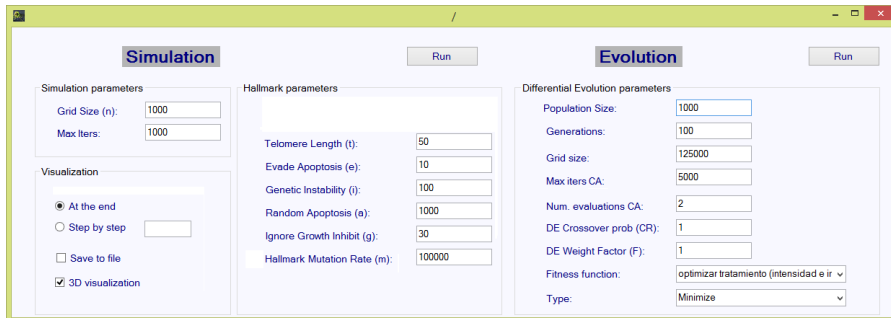 /
Simulation
Run
Evolution
Run
Simulation parameters
Grid Size (n): 1000
Max Iters: 1000
Visualization
At the end
Step by step
Save to file
3D visualization
Hallmark parameters
Telomere Length (t): 50
Evade Apoptosis (e): 10
Genetic Instability (i): 100
Random Apoptosis (a): 1000
Ignore Growth Inhibit (g): 30
Hallmark Mutation Rate (m): 100000
Differential Evolution parameters
Population Size: 1000
Generations: 100
Grid size: 125000
Max iters CA: 5000
Num. evaluations CA: 2
DE Crossover prob (CR): 1
DE Weight Factor (F): 1
Fitness function: optimizar tratamiento (intensidad e ir
Type: Minimize